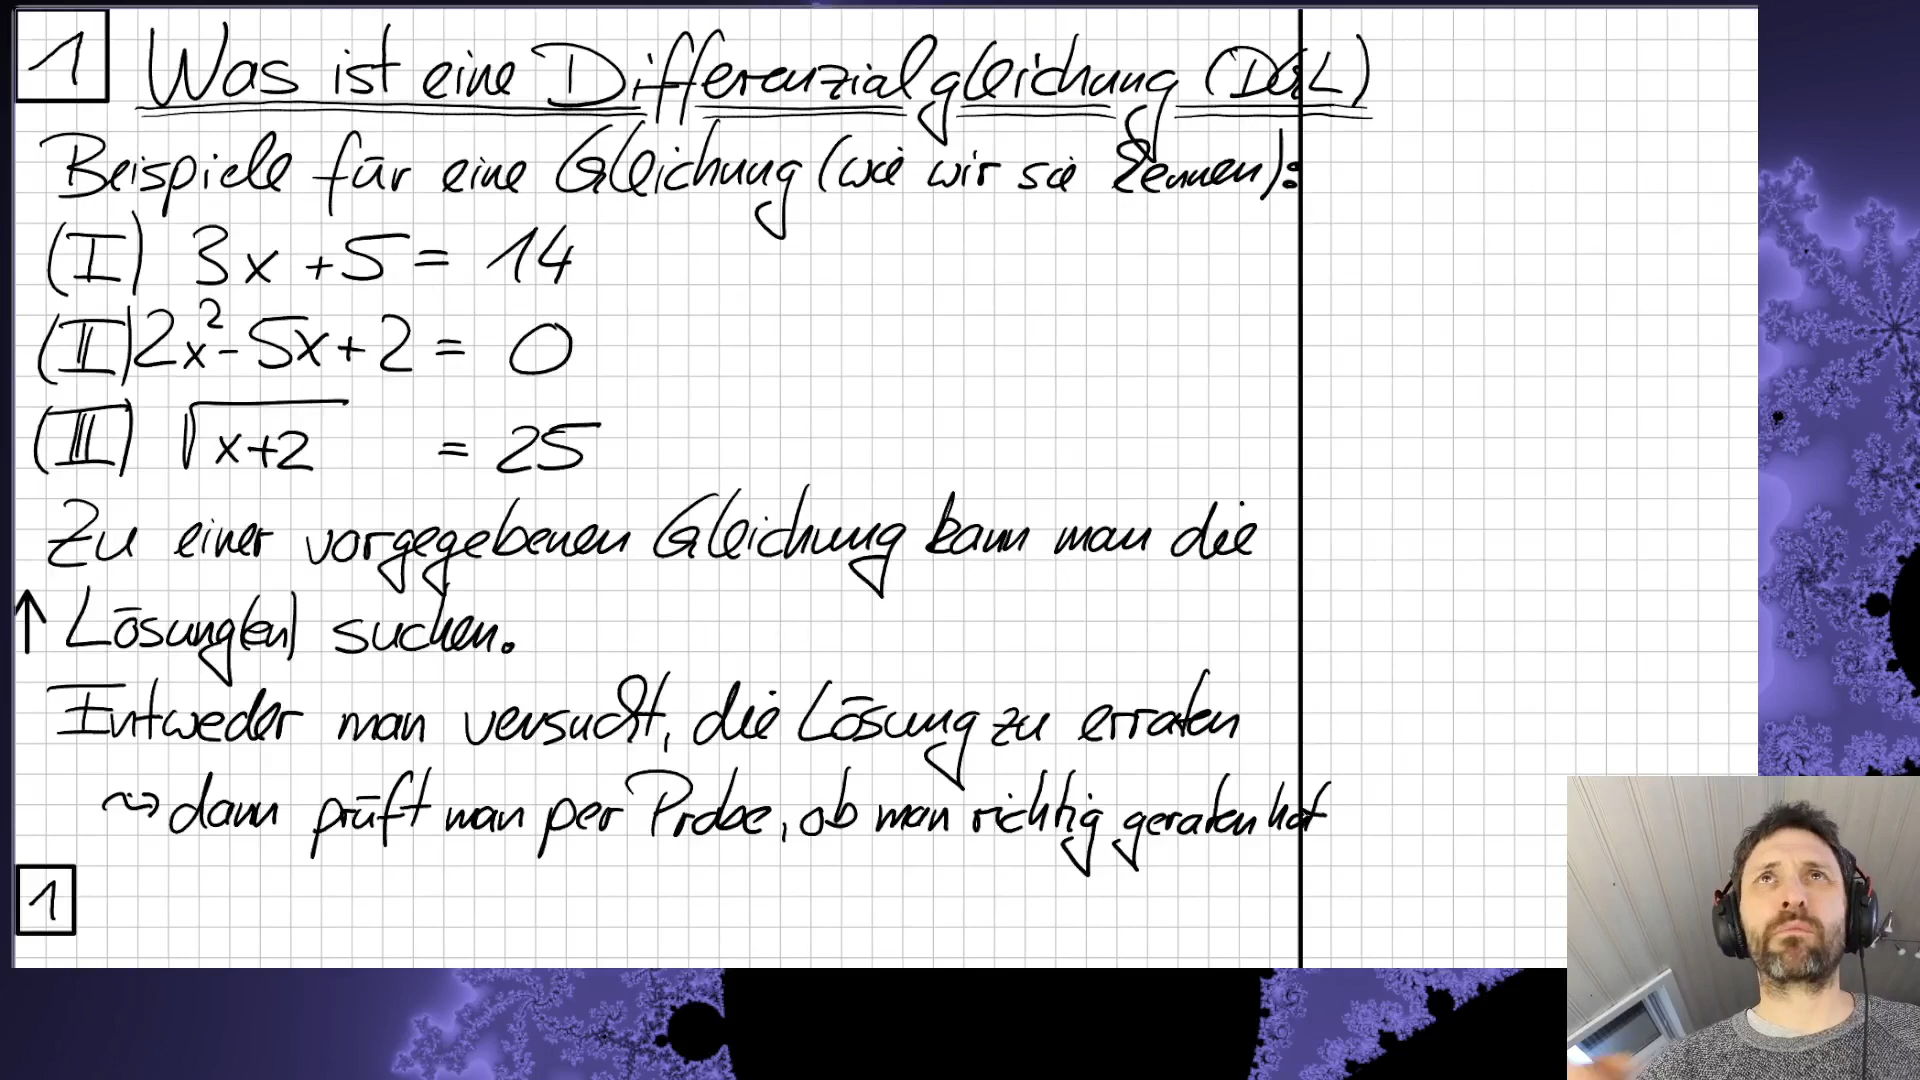 1 Was ist eine Differenzialgleichung (DGL)
Beispiele für eine Gleichung (wie wir sie kennen):
(I) 3x + 5 = 14
(II) 2x² - 5x + 2 = 0
(III) √(x+2) = 25
Zu einer vorgegebenen Gleichung kann man die
↑ Lösung(en) suchen.
Entweder man versucht, die Lösung zu erraten
⇝ dann prüft man per Probe, ob man richtig geraten hat
1